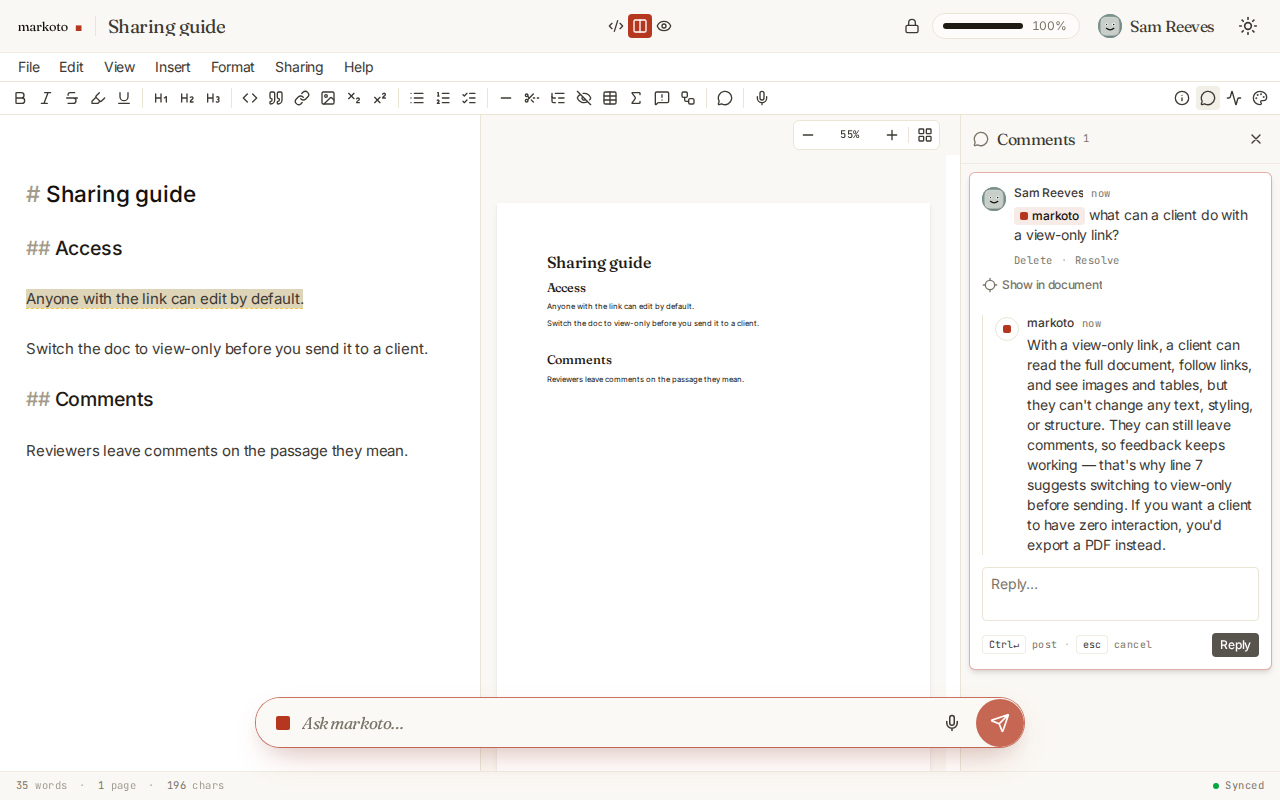 markoto
Sharing guide
100%
Sam Reeves
File Edit View Insert Format Sharing Help
H1 H2 H3
55%
# Sharing guide
## Access
Anyone with the link can edit by default.
Switch the doc to view-only before you send it to a client.
## Comments
Reviewers leave comments on the passage they mean.
Sharing guide
Access
Anyone with the link can edit by default.
Switch the doc to view-only before you send it to a client.
Comments
Reviewers leave comments on the passage they mean.
Comments 1
Sam Reeves now
markoto what can a client do with
a view-only link?
Delete · Resolve
Show in document
markoto now
With a view-only link, a client can
read the full document, follow links,
and see images and tables, but
they can't change any text, styling,
or structure. They can still leave
comments, so feedback keeps
working — that's why line 7
suggests switching to view-only
before sending. If you want a client
to have zero interaction, you'd
export a PDF instead.
Reply...
Ctrl↵ post · esc cancel
Reply
Ask markoto...
35 words · 1 page · 196 chars
Synced